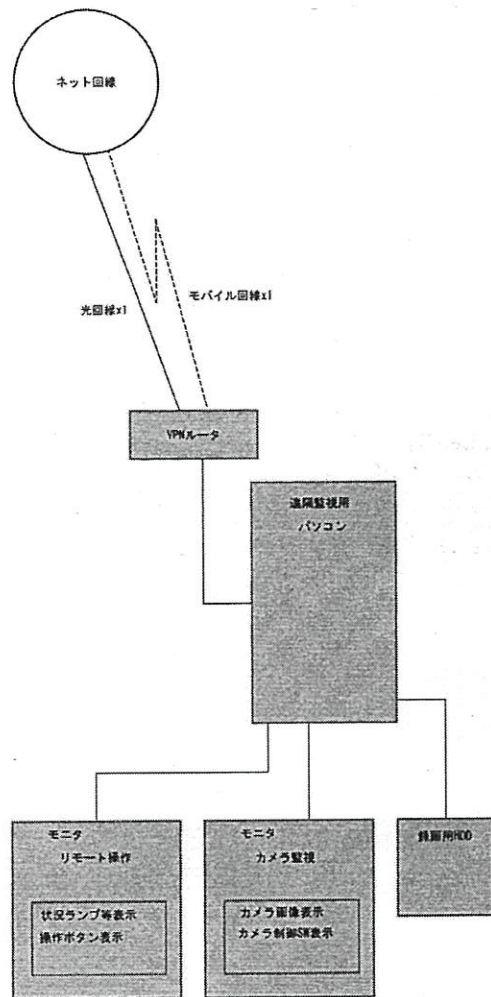 ネット回線
光回線x1
モバイル回線x1
VPNルータ
遠隔監視用
パソコン
モニタ
リモート操作
状況ランプ等表示
操作ボタン表示
モニタ
カメラ監視
カメラ画像表示
カメラ制御SW表示
録画用HDD